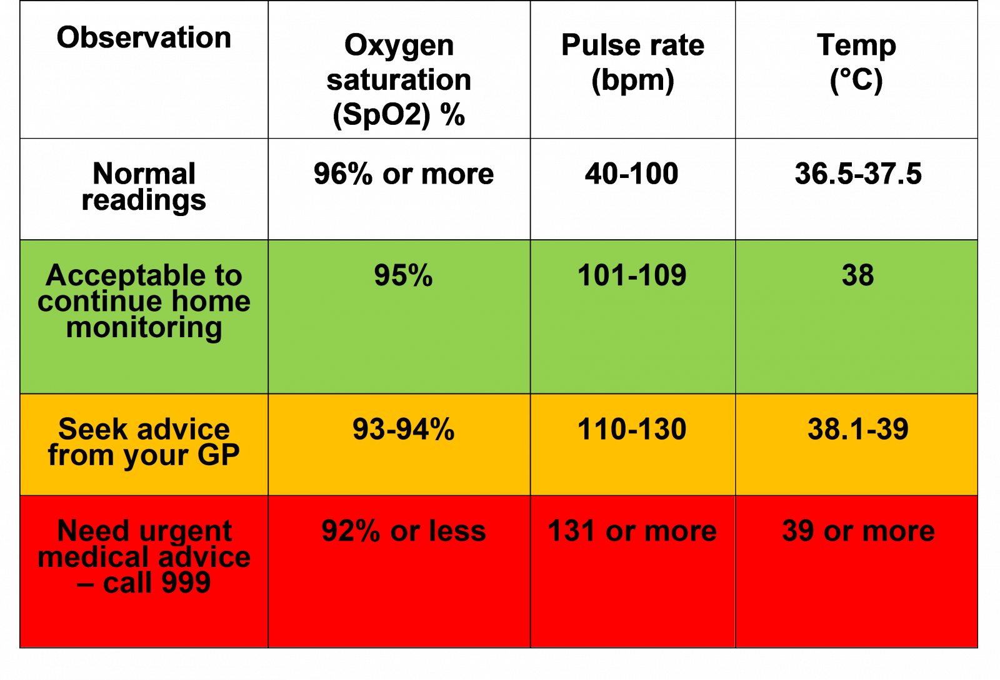 Observation
Oxygen
saturation
(SpO2) %
Pulse rate
(bpm)
Temp
(°C)
Normal
readings
96% or more
40-100
36.5-37.5
Acceptable to
continue home
monitoring
95%
101-109
38
Seek advice
from your GP
93-94%
110-130
38.1-39
Need urgent
medical advice
– call 999
92% or less
131 or more
39 or more